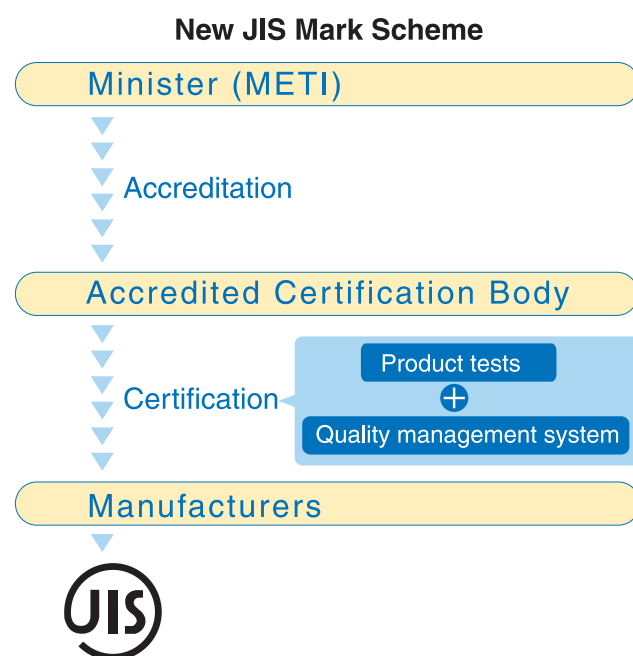 New JIS Mark Scheme
Minister (METI)
Accreditation
Accredited Certification Body
Product tests
+
Certification
Quality management system
Manufacturers
JIS